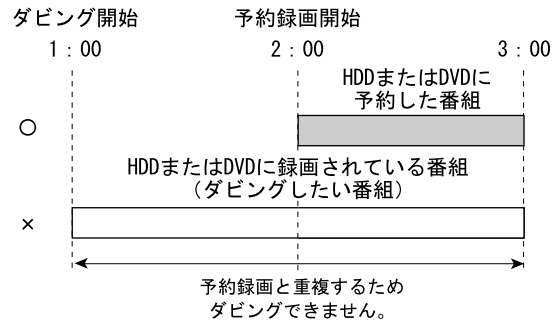 ダビング開始　予約録画開始
1：00　2：00　3：00
HDDまたはDVDに
予約した番組
○
HDDまたはDVDに録画されている番組
（ダビングしたい番組）
×
予約録画と重複するため
ダビングできません。